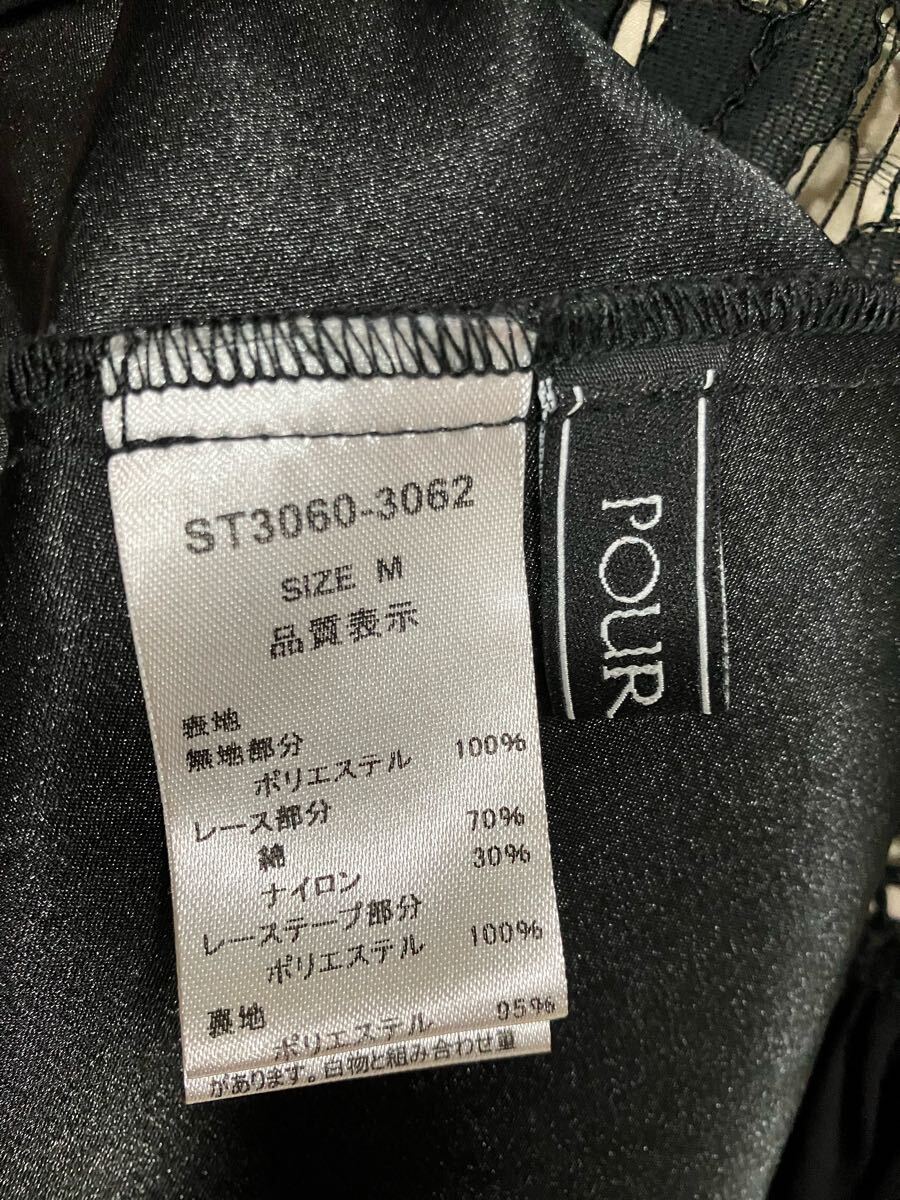 ST3060-3062
SIZE M
品質表示
表地
無地部分
ポリエステル 100%
レース部分
綿 70%
ナイロン 30%
レーステープ部分
ポリエステル 100%
裏地
ポリエステル 95%
があります。白物と組み合わせ重
POUR